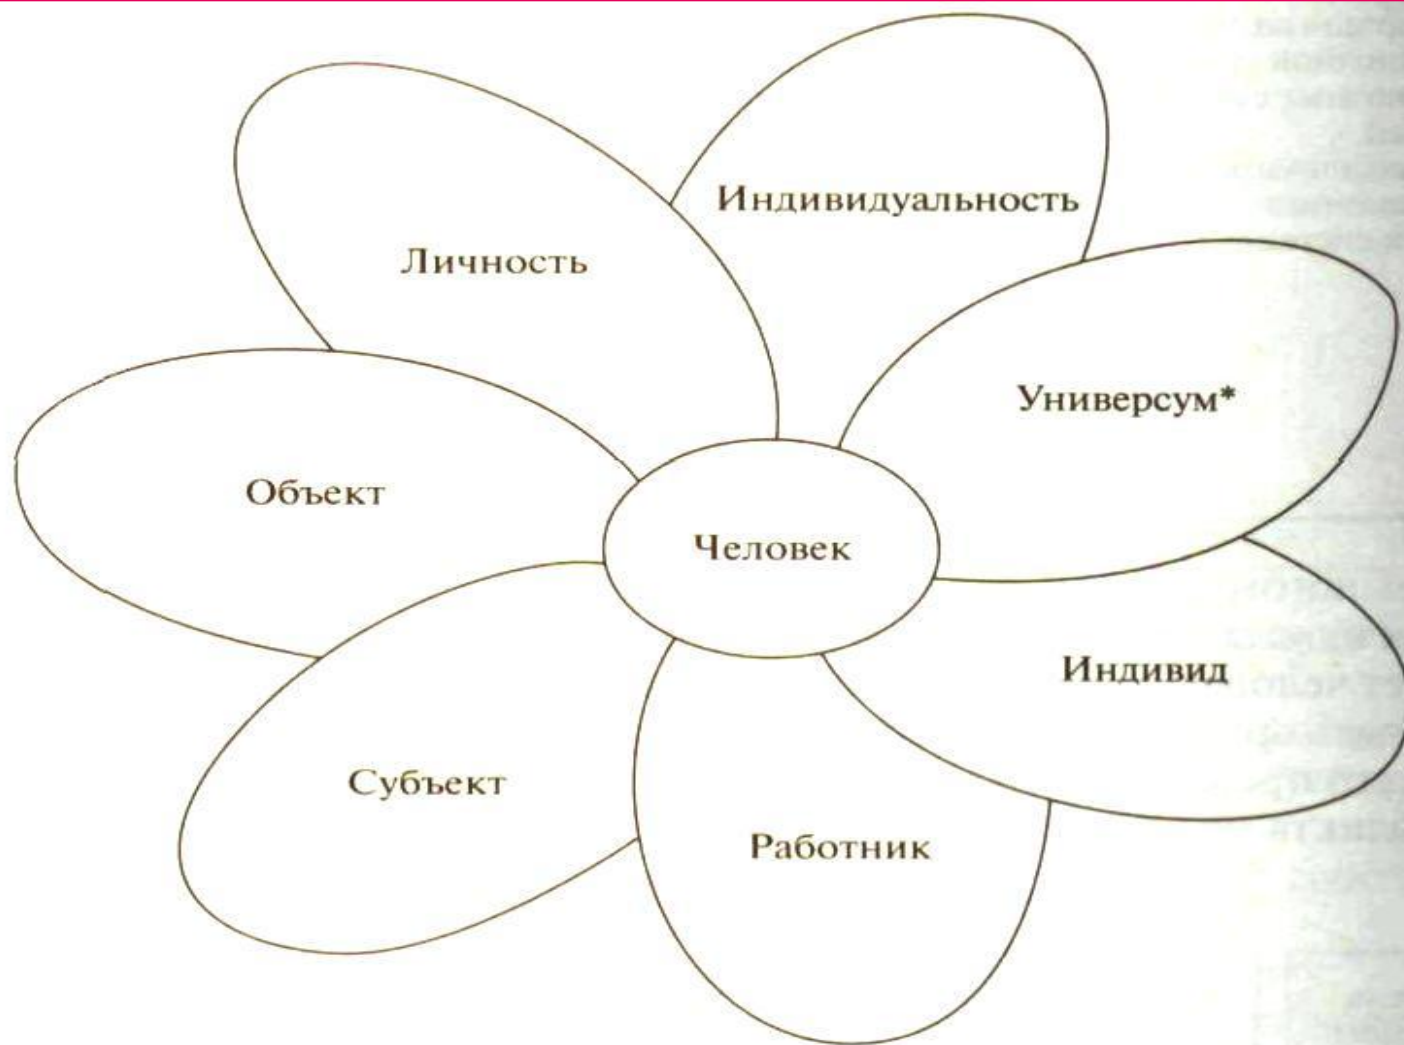 Индивидуальность
Личность
Универсум*
Объект
Человек
Индивид
Субъект
Работник